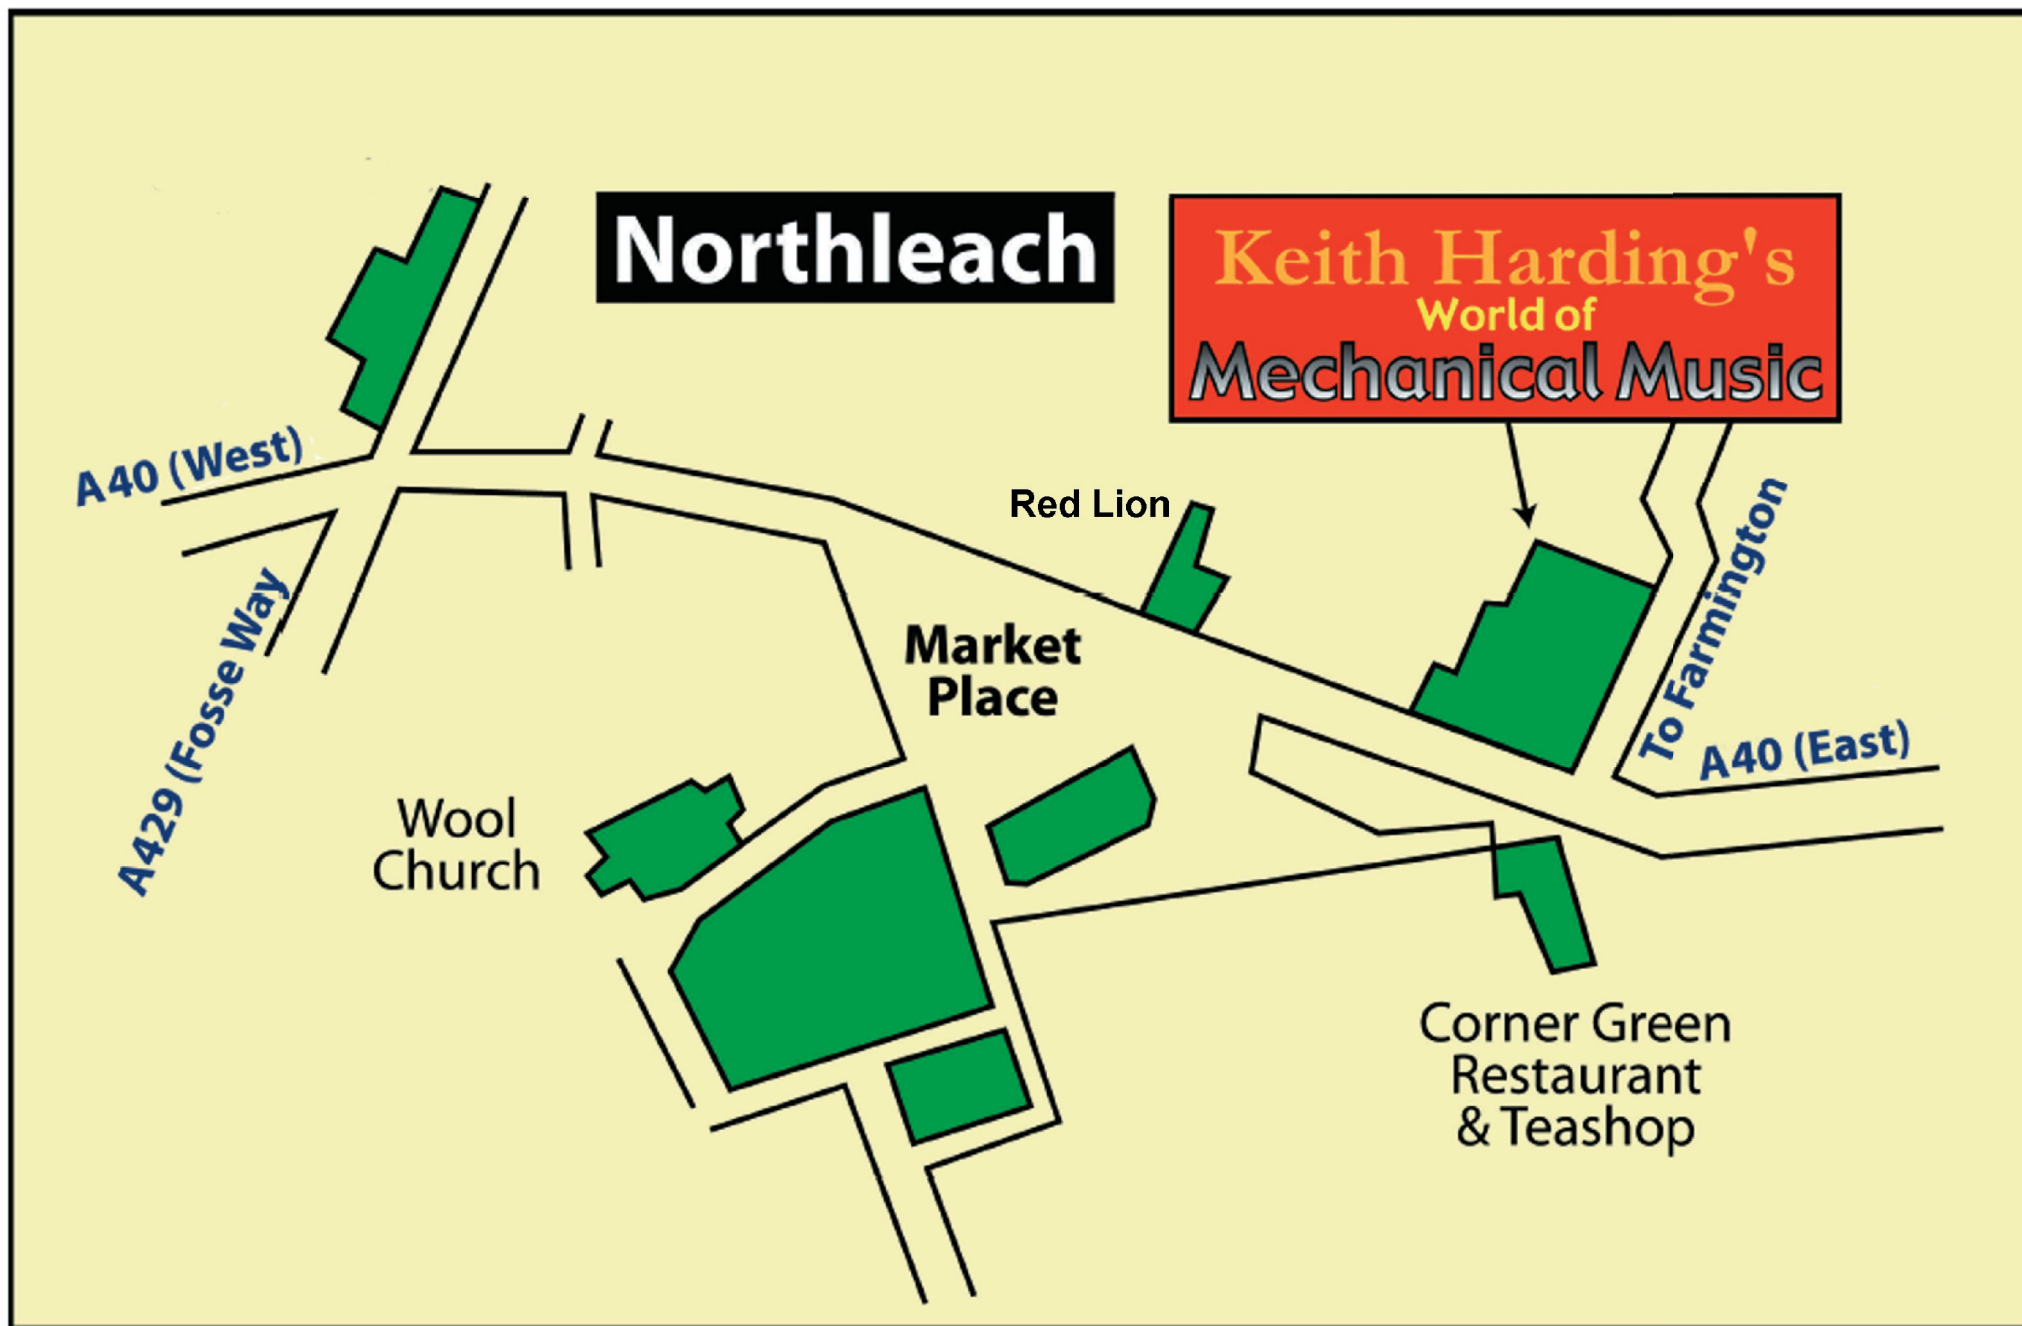 Northleach
Keith Harding's
World of
Mechanical Music
A40 (West)
Red Lion
To Farmington
A429 (Fosse Way
Market
Place
A40 (East)
Wool
Church
Corner Green
Restaurant
& Teashop